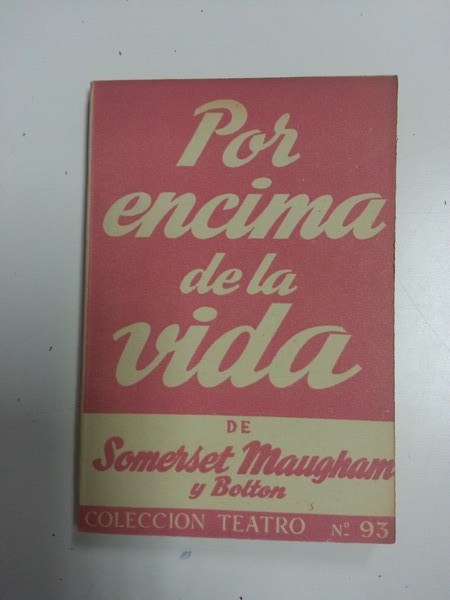 Por
encima
de la
vida
DE
Somerset Maugham
y Bolton
COLECCION TEATRO Nº 93